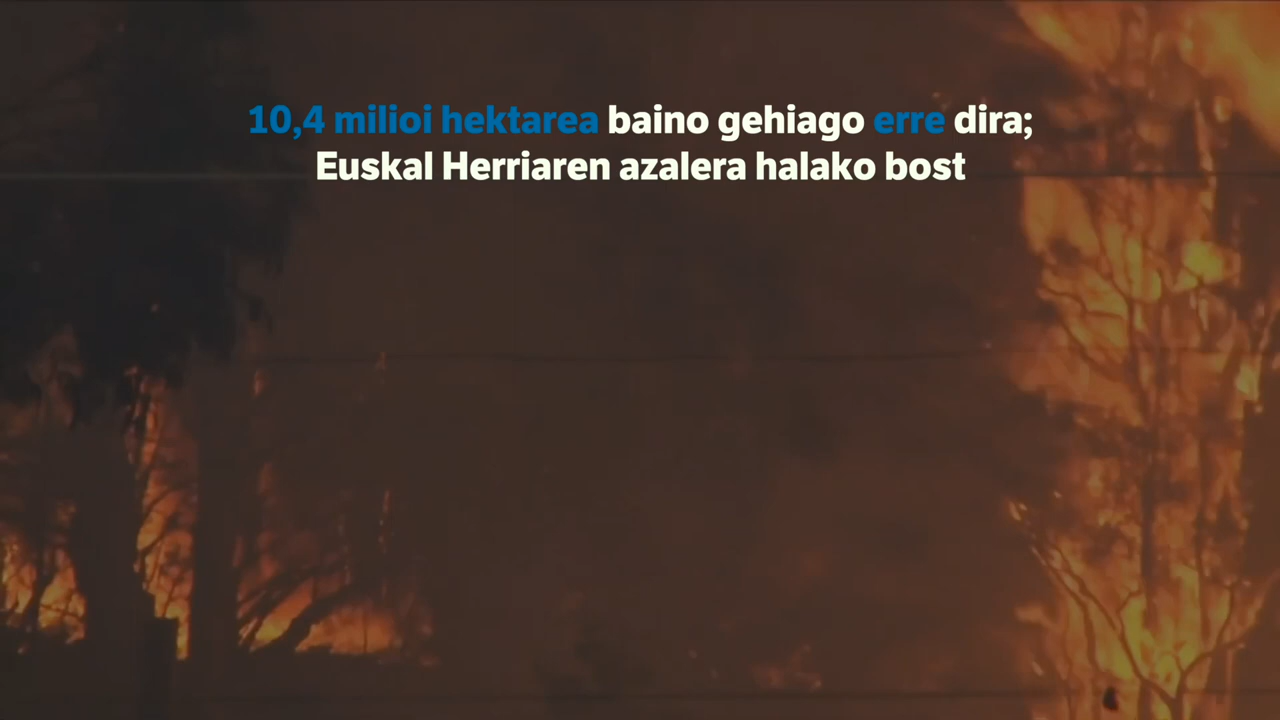 10,4 milioi hektarea baino gehiago erre dira;
Euskal Herriaren azalera halako bost